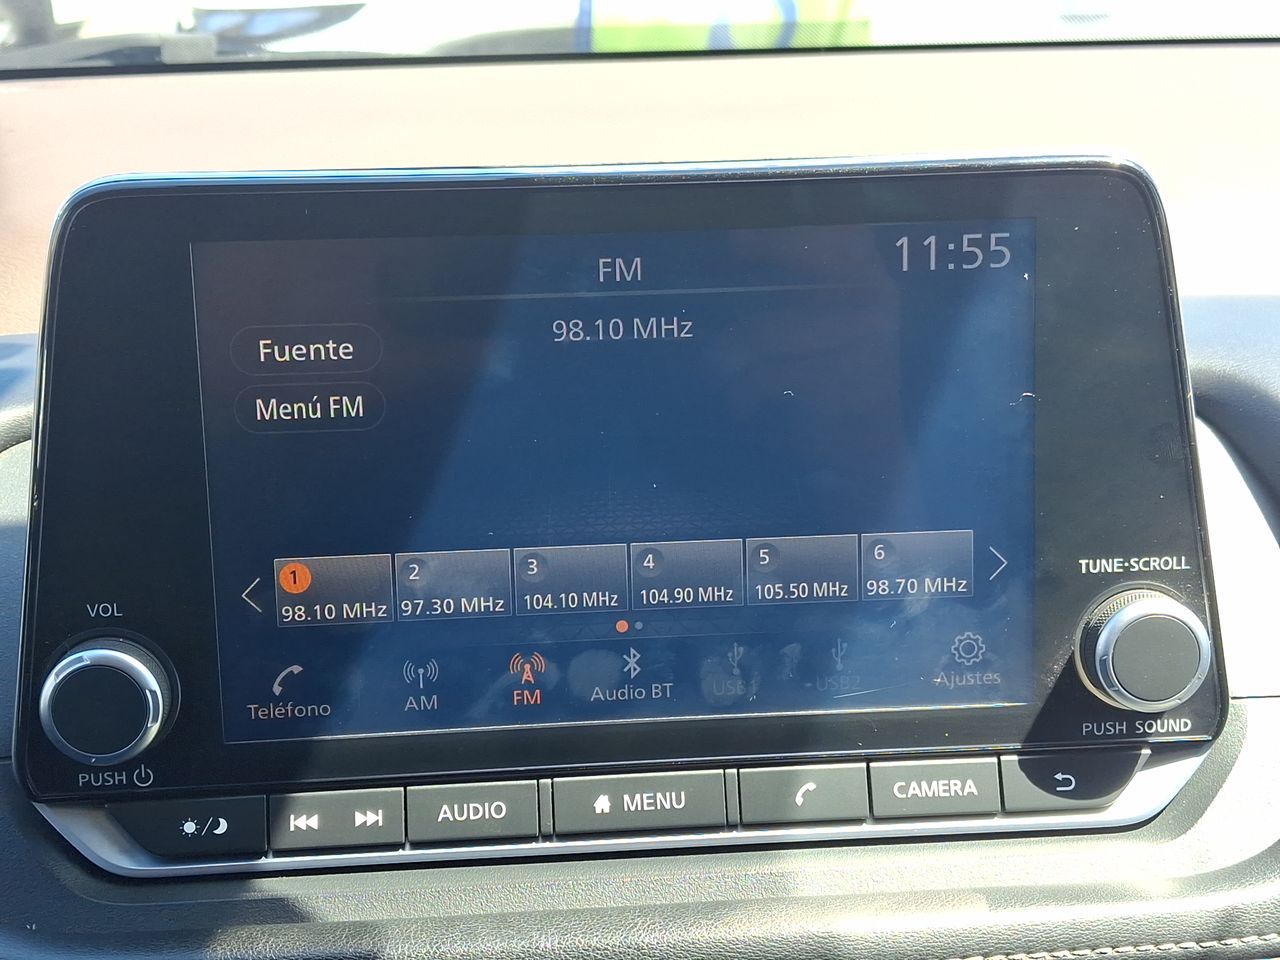 FM
11:55
98.10 MHz
Fuente
Menú FM
1
98.10 MHz
2
97.30 MHz
3
104.10 MHz
4
104.90 MHz
5
105.50 MHz
6
98.70 MHz
Teléfono
AM
FM
Audio BT
USB1
USB2
Ajustes
VOL
PUSH
TUNE·SCROLL
PUSH SOUND
AUDIO
MENU
CAMERA